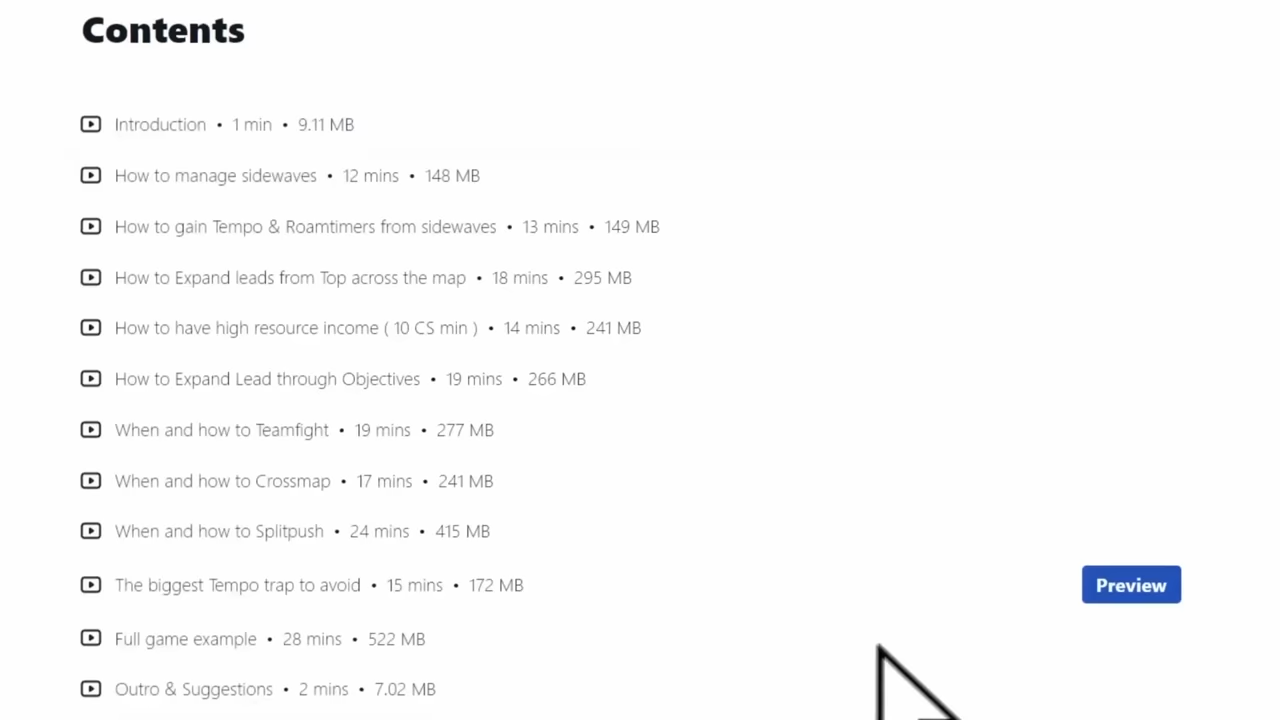 Contents
Introduction • 1 min • 9.11 MB
How to manage sidewaves • 12 mins • 148 MB
How to gain Tempo & Roamtimers from sidewaves • 13 mins • 149 MB
How to Expand leads from Top across the map • 18 mins • 295 MB
How to have high resource income ( 10 CS min ) • 14 mins • 241 MB
How to Expand Lead through Objectives • 19 mins • 266 MB
When and how to Teamfight • 19 mins • 277 MB
When and how to Crossmap • 17 mins • 241 MB
When and how to Splitpush • 24 mins • 415 MB
The biggest Tempo trap to avoid • 15 mins • 172 MB
Preview
Full game example • 28 mins • 522 MB
Outro & Suggestions • 2 mins • 7.02 MB